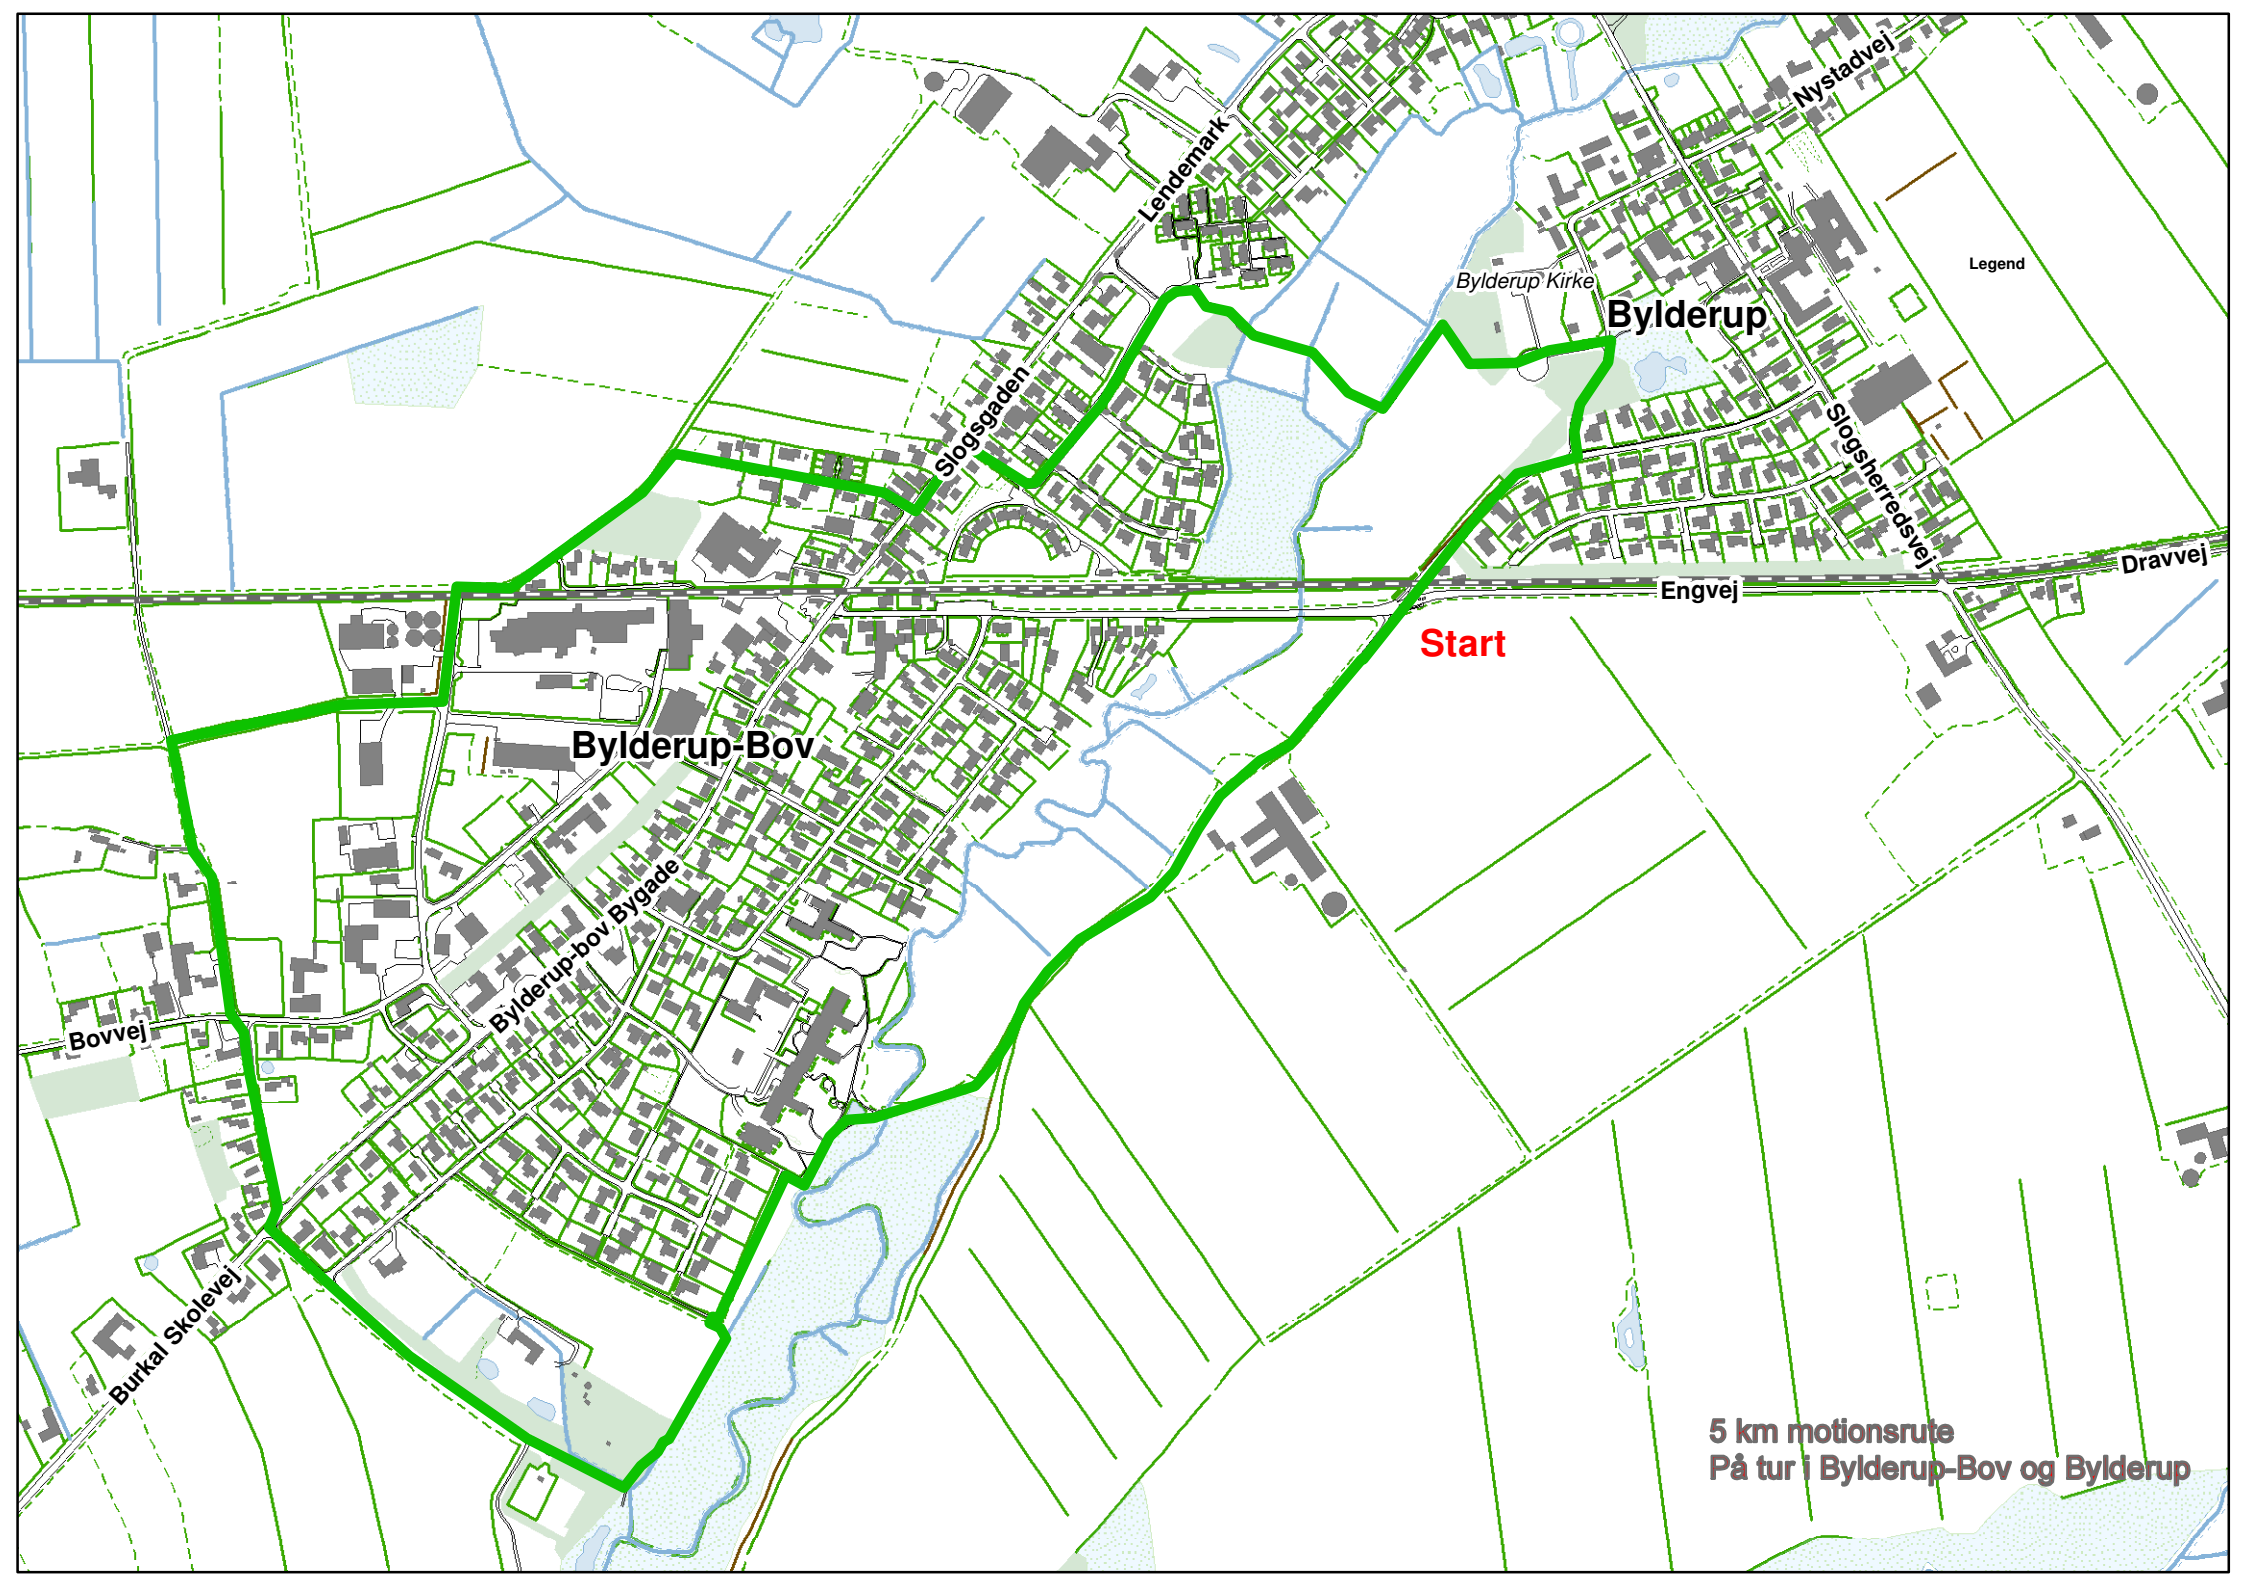 Nystadvej
Lendemark
Legend
Bylderup Kirke
Bylderup
Slogsgaden
Slogsherredsvej
Dravvej
Engvej
Start
Bylderup-Bov
Bylderup-bov Bygade
Bovvej
Burkal Skolevej
5 km motionsrute
På tur i Bylderup-Bov og Bylderup